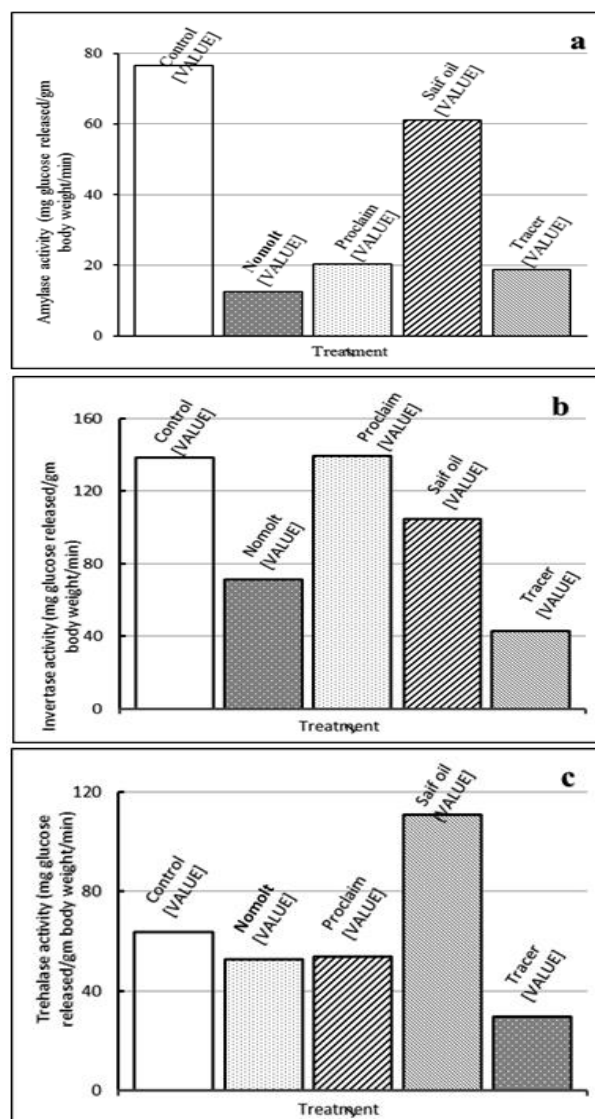 a
Amylase activity (mg glucose released/gm
body weight/min)
80
60
40
20
0
Control
[VALUE]
Nomolt
[VALUE]
Proclaim
[VALUE]
Saif oil
[VALUE]
Tracer
[VALUE]
Treatment
b
Invertase activity (mg glucose released/gm
body weight/min)
160
120
80
40
0
Control
[VALUE]
Nomolt
[VALUE]
Proclaim
[VALUE]
Saif oil
[VALUE]
Tracer
[VALUE]
Treatment
c
Trehalase activity (mg glucose
released/gm body weight/min)
120
80
40
0
Control
[VALUE]
Nomolt
[VALUE]
Proclaim
[VALUE]
Saif oil
[VALUE]
Tracer
[VALUE]
Treatment